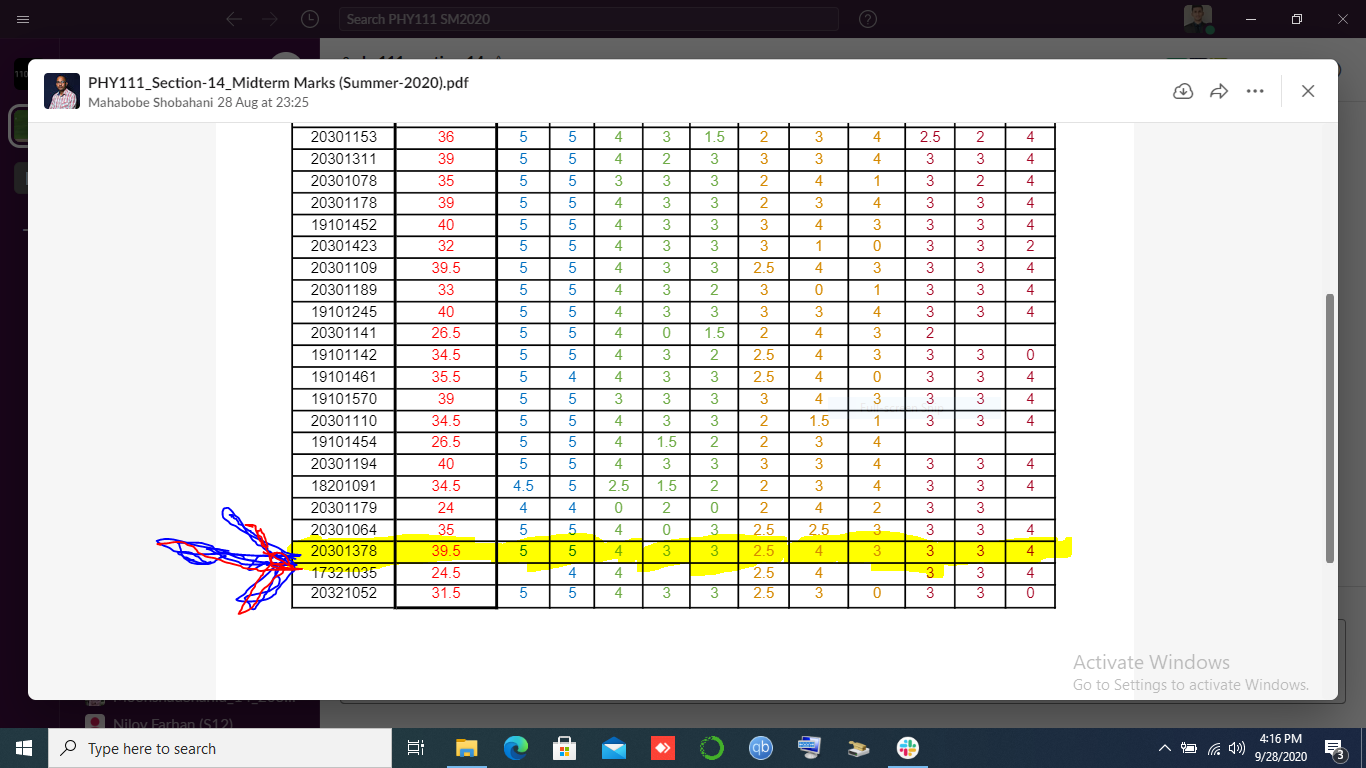 Search PHY111 SM2020
PHY111_Section-14_Midterm Marks (Summer-2020).pdf
Mahabobe Shobahani 28 Aug at 23:25
20301153 36 5 5 4 3 1.5 2 3 4 2.5 2 4
20301311 39 5 5 4 2 3 3 3 4 3 3 4
20301078 35 5 5 3 3 3 2 4 1 3 2 4
20301178 39 5 5 4 3 3 2 3 4 3 3 4
19101452 40 5 5 4 3 3 3 4 3 3 3 4
20301423 32 5 5 4 3 3 3 1 0 3 3 2
20301109 39.5 5 5 4 3 3 2.5 4 3 3 3 4
20301189 33 5 5 4 3 2 3 0 1 3 3 4
19101245 40 5 5 4 3 3 3 3 4 3 3 4
20301141 26.5 5 5 4 0 1.5 2 4 3 2
19101142 34.5 5 5 4 3 2 2.5 4 3 3 3 0
19101461 35.5 5 4 4 3 3 2.5 4 0 3 3 4
19101570 39 5 5 3 3 3 3 4 3 3 3 4
20301110 34.5 5 5 4 3 3 2 1.5 1 3 3 4
19101454 26.5 5 5 4 1.5 2 2 3 4
20301194 40 5 5 4 3 3 3 3 4 3 3 4
18201091 34.5 4.5 5 2.5 1.5 2 2 3 4 3 3 4
20301179 24 4 4 0 2 0 2 4 2 3 3
20301064 35 5 5 4 0 3 2.5 2.5 3 3 3 4
20301378 39.5 5 5 4 3 3 2.5 4 3 3 3 4
17321035 24.5 4 4 2.5 4 3 3 4
20321052 31.5 5 5 4 3 3 2.5 3 0 3 3 0
Activate Windows
Go to Settings to activate Windows.
Niloy Farhan (S12)
Type here to search
qb
4:16 PM
9/28/2020
3